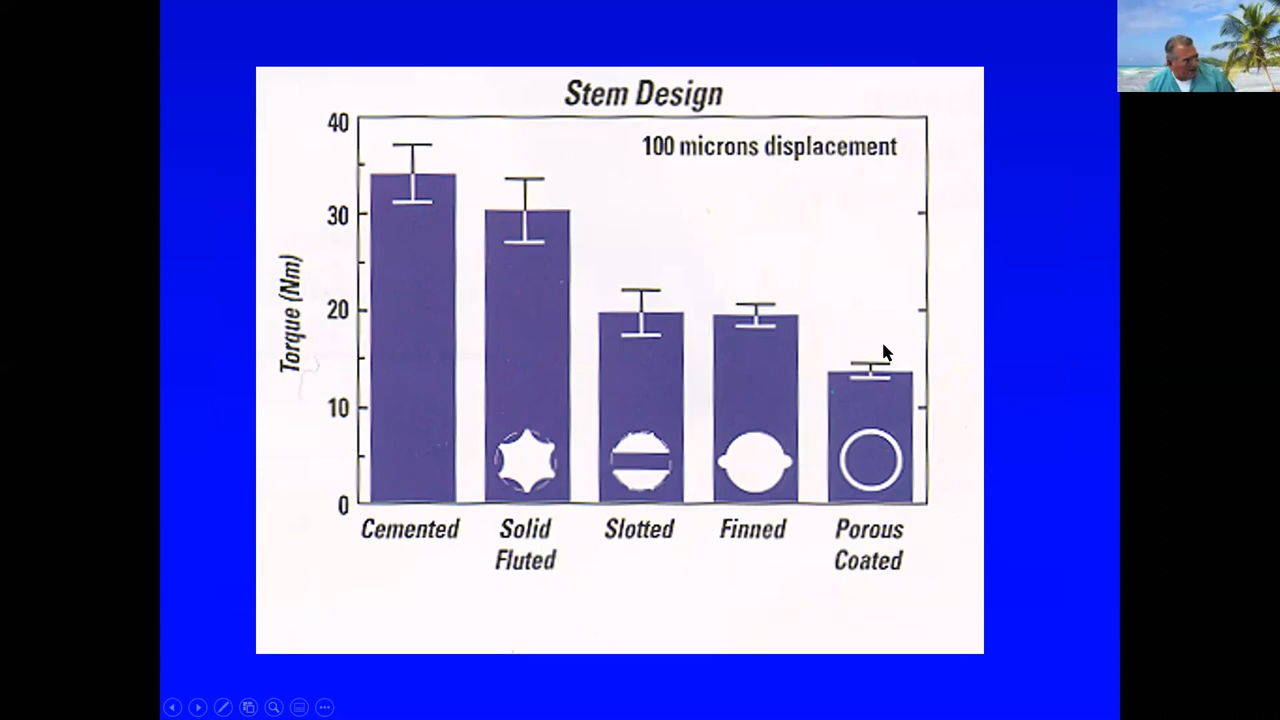 Stem Design
100 microns displacement
40
30
20
10
0
Torque (Nm)
Cemented
Solid
Fluted
Slotted
Finned
Porous
Coated